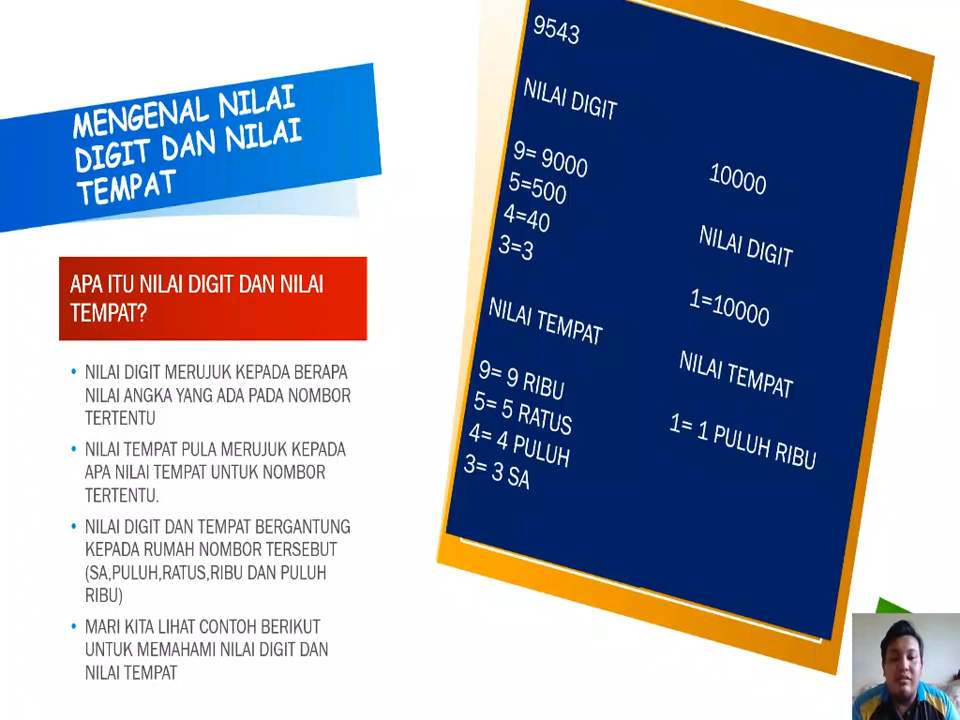 MENGENAL NILAI
DIGIT DAN NILAI
TEMPAT
APA ITU NILAI DIGIT DAN NILAI
TEMPAT?
• NILAI DIGIT MERUJUK KEPADA BERAPA
NILAI ANGKA YANG ADA PADA NOMBOR
TERTENTU
• NILAI TEMPAT PULA MERUJUK KEPADA
APA NILAI TEMPAT UNTUK NOMBOR
TERTENTU.
• NILAI DIGIT DAN TEMPAT BERGANTUNG
KEPADA RUMAH NOMBOR TERSEBUT
(SA,PULUH,RATUS,RIBU DAN PULUH
RIBU)
• MARI KITA LIHAT CONTOH BERIKUT
UNTUK MEMAHAMI NILAI DIGIT DAN
NILAI TEMPAT
9543
NILAI DIGIT
9= 9000
5=500
4=40
3=3
NILAI TEMPAT
9= 9 RIBU
5= 5 RATUS
4= 4 PULUH
3= 3 SA
10000
NILAI DIGIT
1=10000
NILAI TEMPAT
1= 1 PULUH RIBU